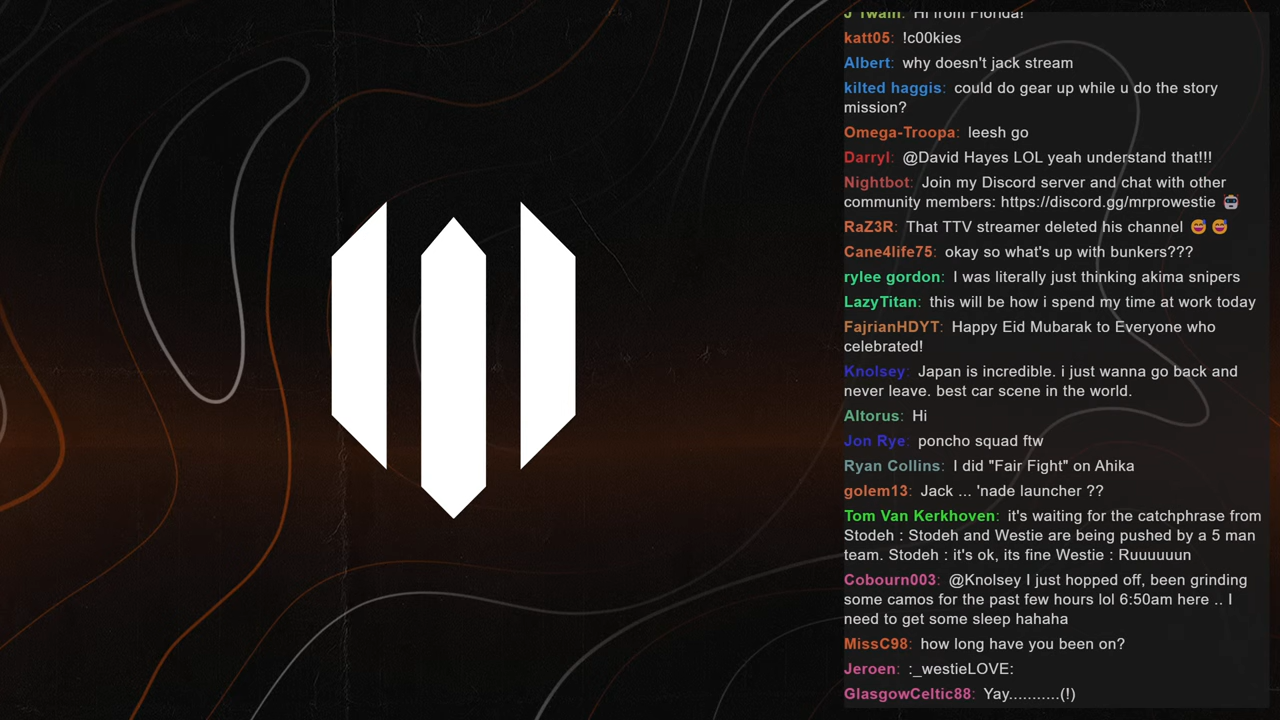 J Twain: Hi from Florida!
katt05: !c00kies
Albert: why doesn't jack stream
kilted haggis: could do gear up while u do the story
mission?
Omega-Troopa: leesh go
Darryl: @David Hayes LOL yeah understand that!!!
Nightbot: Join my Discord server and chat with other
community members: https://discord.gg/mrprowestie 🤖
RaZ3R: That TTV streamer deleted his channel 😅 😅
Cane4life75: okay so what's up with bunkers???
rylee gordon: I was literally just thinking akima snipers
LazyTitan: this will be how i spend my time at work today
FajrianHDYT: Happy Eid Mubarak to Everyone who
celebrated!
Knolsey: Japan is incredible. i just wanna go back and
never leave. best car scene in the world.
Altorus: Hi
Jon Rye: poncho squad ftw
Ryan Collins: I did "Fair Fight" on Ahika
golem13: Jack ... 'nade launcher ??
Tom Van Kerkhoven: it's waiting for the catchphrase from
Stodeh : Stodeh and Westie are being pushed by a 5 man
team. Stodeh : it's ok, its fine Westie : Ruuuuuun
Cobourn003: @Knolsey I just hopped off, been grinding
some camos for the past few hours lol 6:50am here .. I
need to get some sleep hahaha
MissC98: how long have you been on?
Jeroen: :_westieLOVE:
GlasgowCeltic88: Yay...........(!)